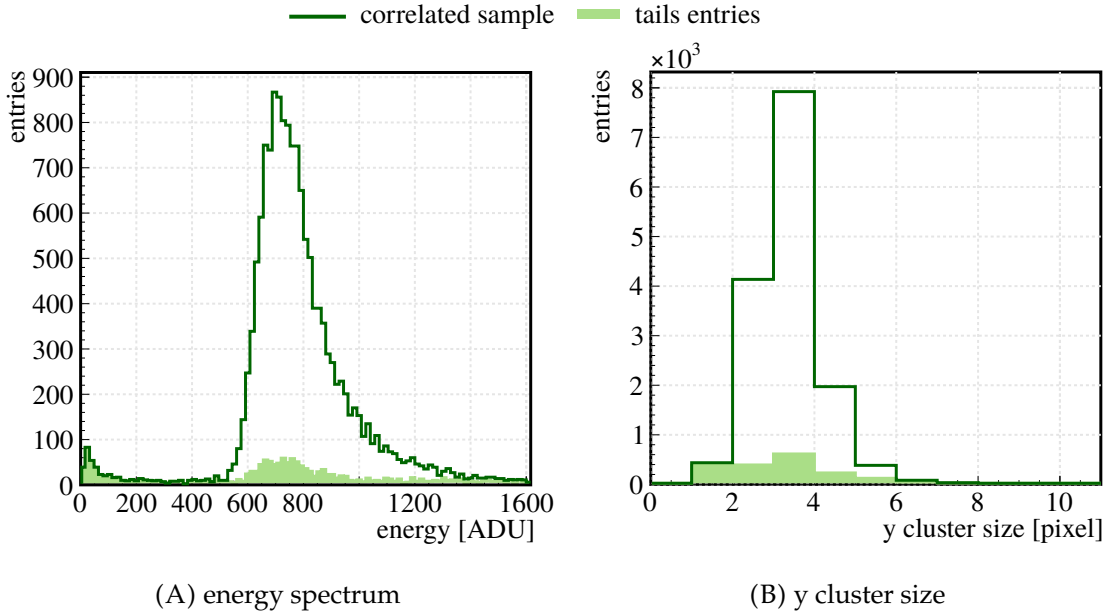 correlated sample tails entries
entries
900
800
700
600
500
400
300
200
100
0
0 200 400 600 800 1200 1600
energy [ADU]
(A) energy spectrum
×10³
entries
8
7
6
5
4
3
2
1
0
0 2 4 6 8 10
y cluster size [pixel]
(B) y cluster size